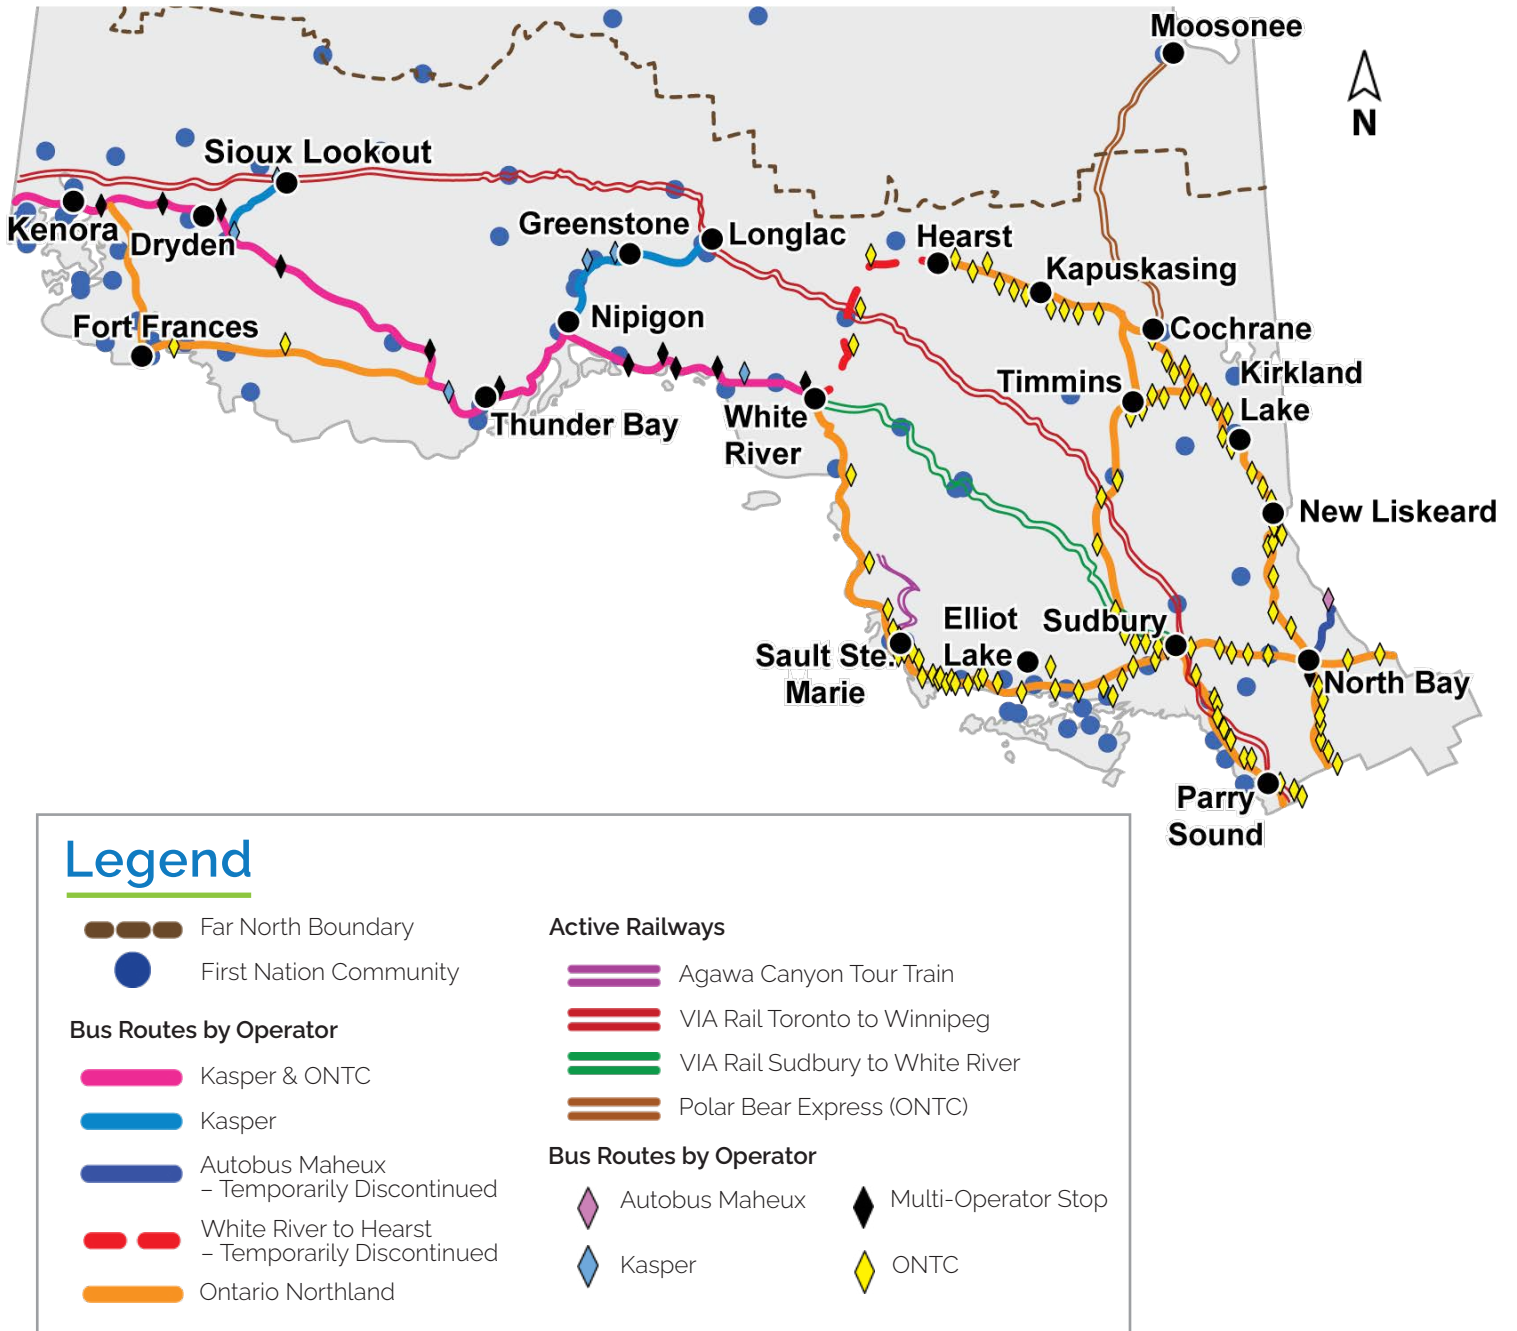 Moosonee
N
Sioux Lookout
Kenora
Dryden
Greenstone
Longlac
Hearst
Kapuskasing
Fort Frances
Nipigon
Cochrane
Timmins
Kirkland
Lake
Thunder Bay
White
River
New Liskeard
Elliot
Lake
Sudbury
Sault Ste.
Marie
North Bay
Parry
Sound
Legend
Far North Boundary
First Nation Community
Bus Routes by Operator
Kasper & ONTC
Kasper
Autobus Maheux
– Temporarily Discontinued
White River to Hearst
– Temporarily Discontinued
Ontario Northland
Active Railways
Agawa Canyon Tour Train
VIA Rail Toronto to Winnipeg
VIA Rail Sudbury to White River
Polar Bear Express (ONTC)
Bus Routes by Operator
Autobus Maheux
Multi-Operator Stop
Kasper
ONTC